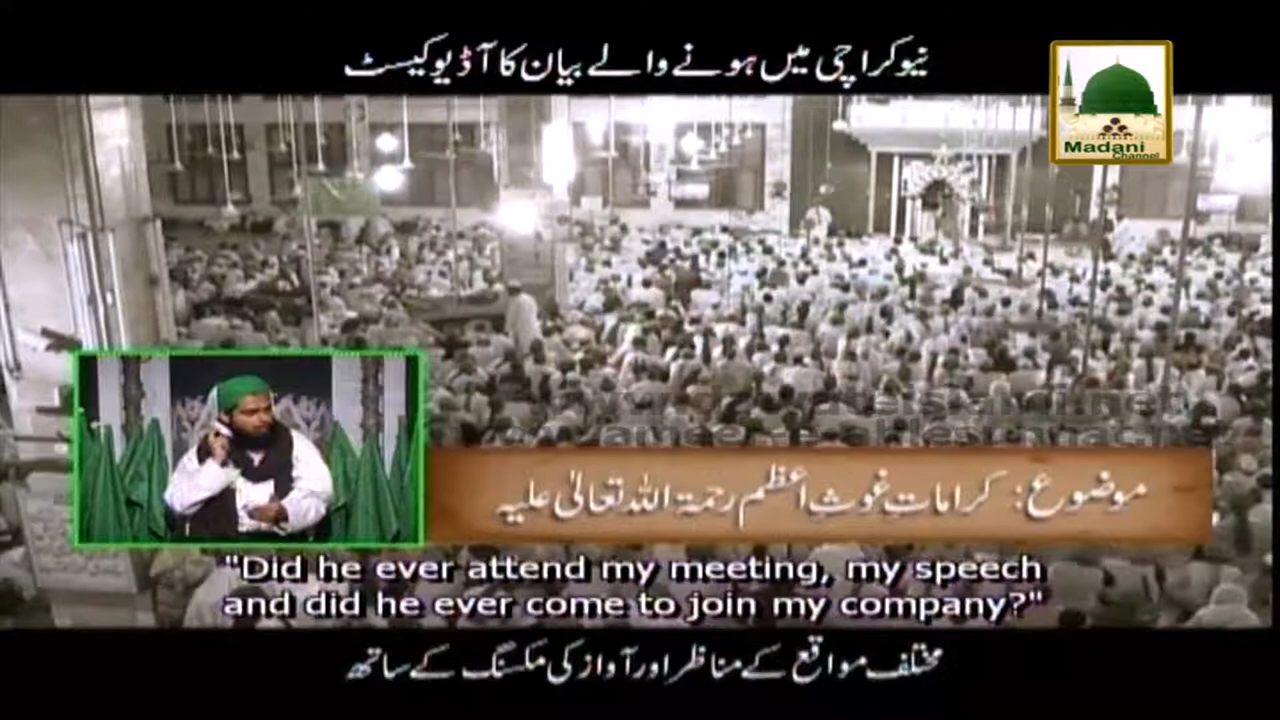 نیو کراچی میں ہونے والے بیان کا آڈیو کیسٹ
Madani
Channel
موضوع: کراماتِ غوثِ اعظم رحمۃ اللہ تعالیٰ علیہ
"Did he ever attend my meeting, my speech
and did he ever come to join my company?"
مختلف مواقع کے مناظر اور آواز کی مکسنگ کے ساتھ